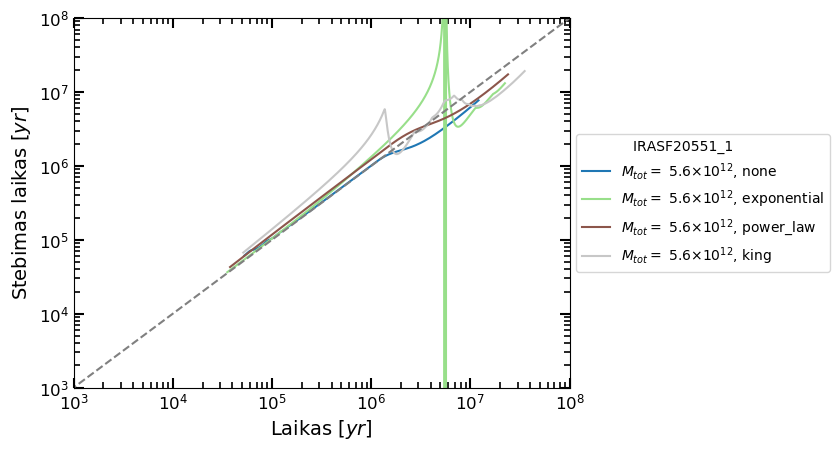 10^8
10^7
10^6
10^5
10^4
10^3
Stebimas laikas [yr]
10^3 10^4 10^5 10^6 10^7 10^8
Laikas [yr]
IRASF20551_1
M_tot = 5.6×10^12, none
M_tot = 5.6×10^12, exponential
M_tot = 5.6×10^12, power_law
M_tot = 5.6×10^12, king